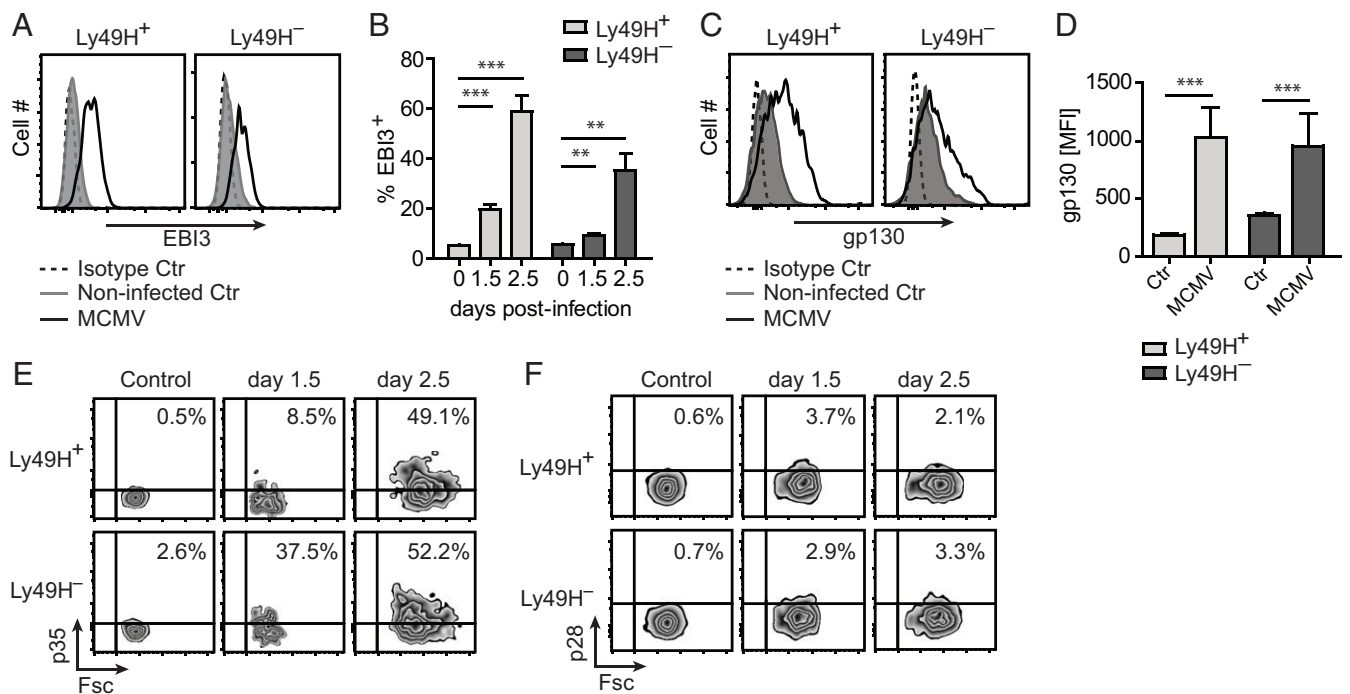 A
Ly49H+ Ly49H−
Cell #
EBI3
Isotype Ctr
Non-infected Ctr
MCMV
B
Ly49H+
Ly49H−
% EBI3+
80
60
40
20
0
*** *** ** **
0 1.5 2.5 0 1.5 2.5
days post-infection
C
Ly49H+ Ly49H−
Cell #
gp130
Isotype Ctr
Non-infected Ctr
MCMV
D
gp130 [MFI]
1500
1000
500
0
*** ***
Ctr MCMV Ctr MCMV
Ly49H+
Ly49H−
E
Control day 1.5 day 2.5
Ly49H+ 0.5% 8.5% 49.1%
Ly49H− 2.6% 37.5% 52.2%
p35
Fsc
F
Control day 1.5 day 2.5
Ly49H+ 0.6% 3.7% 2.1%
Ly49H− 0.7% 2.9% 3.3%
p28
Fsc